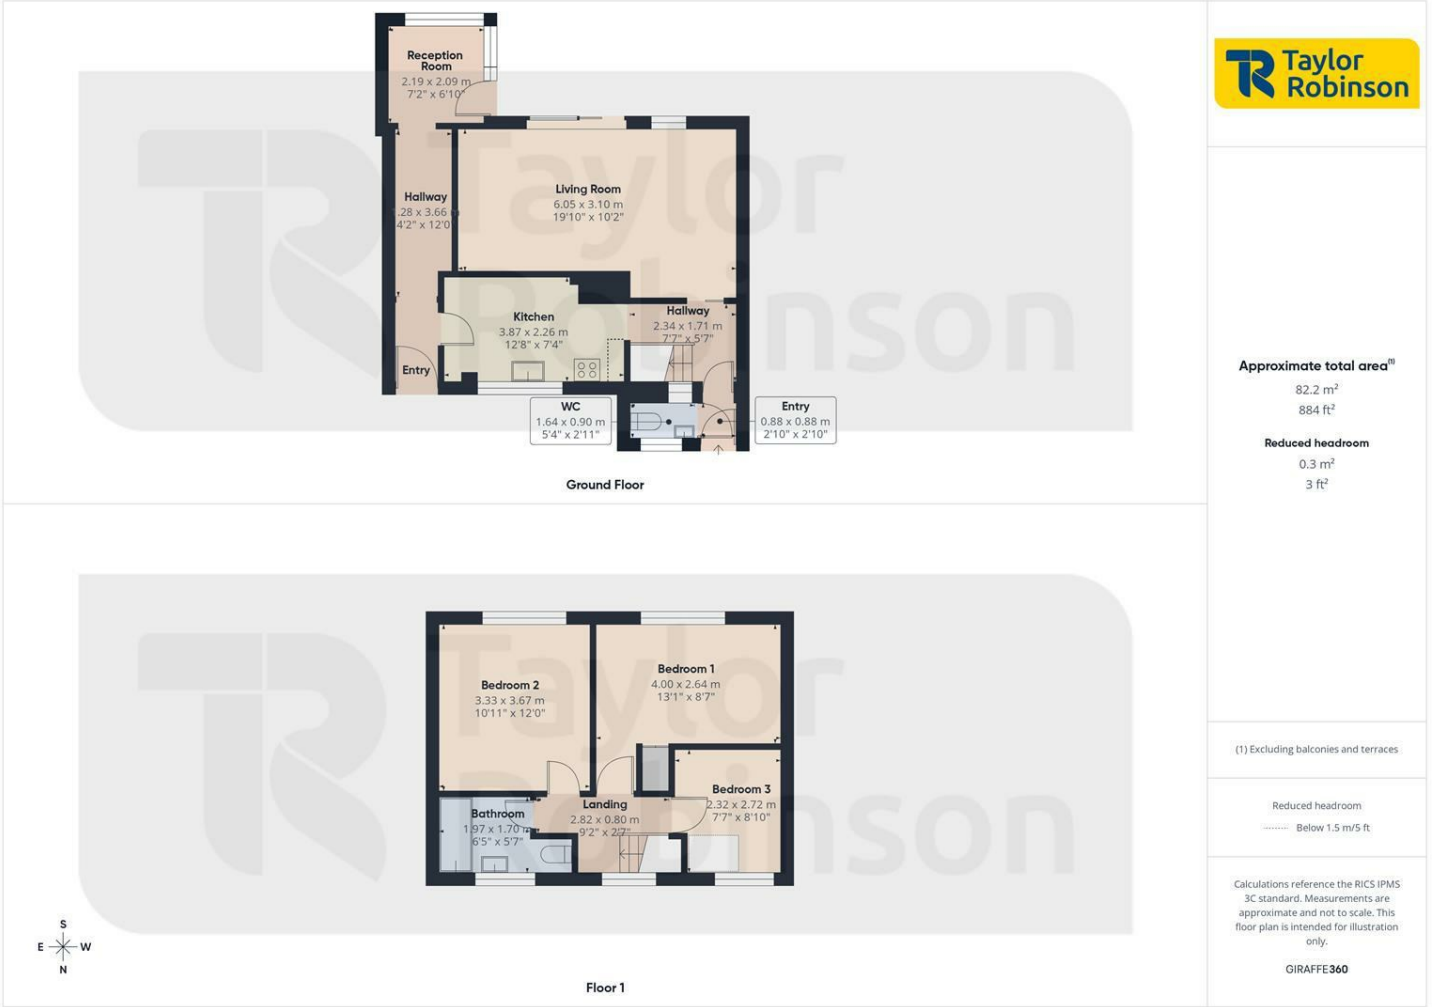 Reception
Room
2.19 x 2.09 m
7'2" x 6'10"
Hallway
.28 x 3.66
4'2" x 12'0
Living Room
6.05 x 3.10 m
19'10" x 10'2"
Kitchen
3.87 x 2.26 m
12'8" x 7'4"
Hallway
2.34 x 1.71 m
7'7" x 5'7"
Entry
WC
1.64 x 0.90 m
5'4" x 2'11"
Entry
0.88 x 0.88 m
2'10" x 2'10"
Ground Floor
Taylor
Robinson
Bedroom 2
3.33 x 3.67 m
10'11" x 12'0"
Bedroom 1
4.00 x 2.64 m
13'1" x 8'7"
Bedroom 3
2.32 x 2.72 m
7'7" x 8'10"
Landing
2.82 x 0.80 m
9'2" x 2'7"
Bathroom
1.97 x 1.70
6'5" x 5'7"
Taylor
Robinson
S
E W
N
Floor 1
Taylor
Robinson
Approximate total area⁽¹⁾
82.2 m²
884 ft²
Reduced headroom
0.3 m²
3 ft²
(1) Excluding balconies and terraces
Reduced headroom
Below 1.5 m/5 ft
Calculations reference the RICS IPMS
3C standard. Measurements are
approximate and not to scale. This
floor plan is intended for illustration
only.
GIRAFFE360